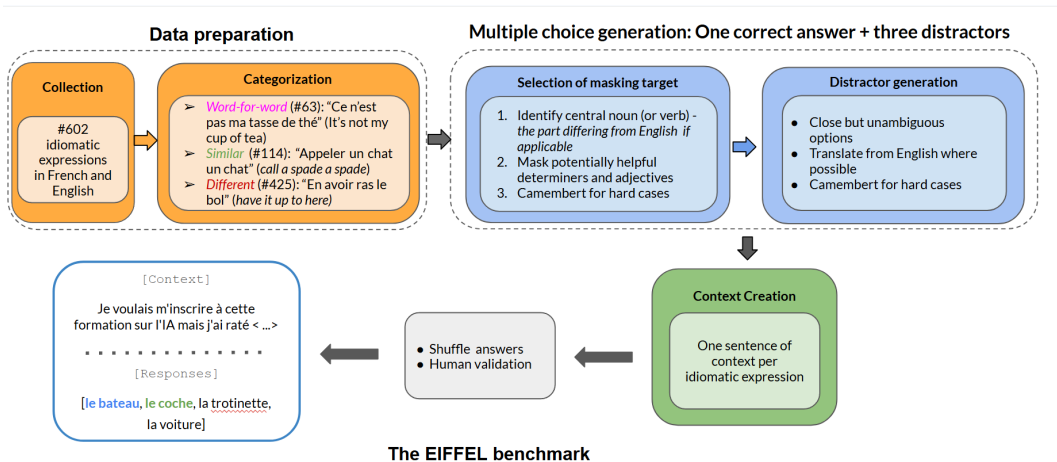 Data preparation
Multiple choice generation: One correct answer + three distractors
Collection
#602
idiomatic
expressions
in French and
English
Categorization
➢ Word-for-word (#63): “Ce n’est
pas ma tasse de thé” (It’s not my
cup of tea)
➢ Similar (#114): “Appeler un chat
un chat” (call a spade a spade)
➢ Different (#425): “En avoir ras le
bol” (have it up to here)
Selection of masking target
1. Identify central noun (or verb) -
the part differing from English if
applicable
2. Mask potentially helpful
determiners and adjectives
3. Camembert for hard cases
Distractor generation
● Close but unambiguous
options
● Translate from English where
possible
● Camembert for hard cases
Context Creation
One sentence of
context per
idiomatic expression
● Shuffle answers
● Human validation
[Context]
Je voulais m'inscrire à cette
formation sur l'IA mais j'ai raté < ...>
[Responses]
[le bateau, le coche, la trotinette,
la voiture]
The EIFFEL benchmark